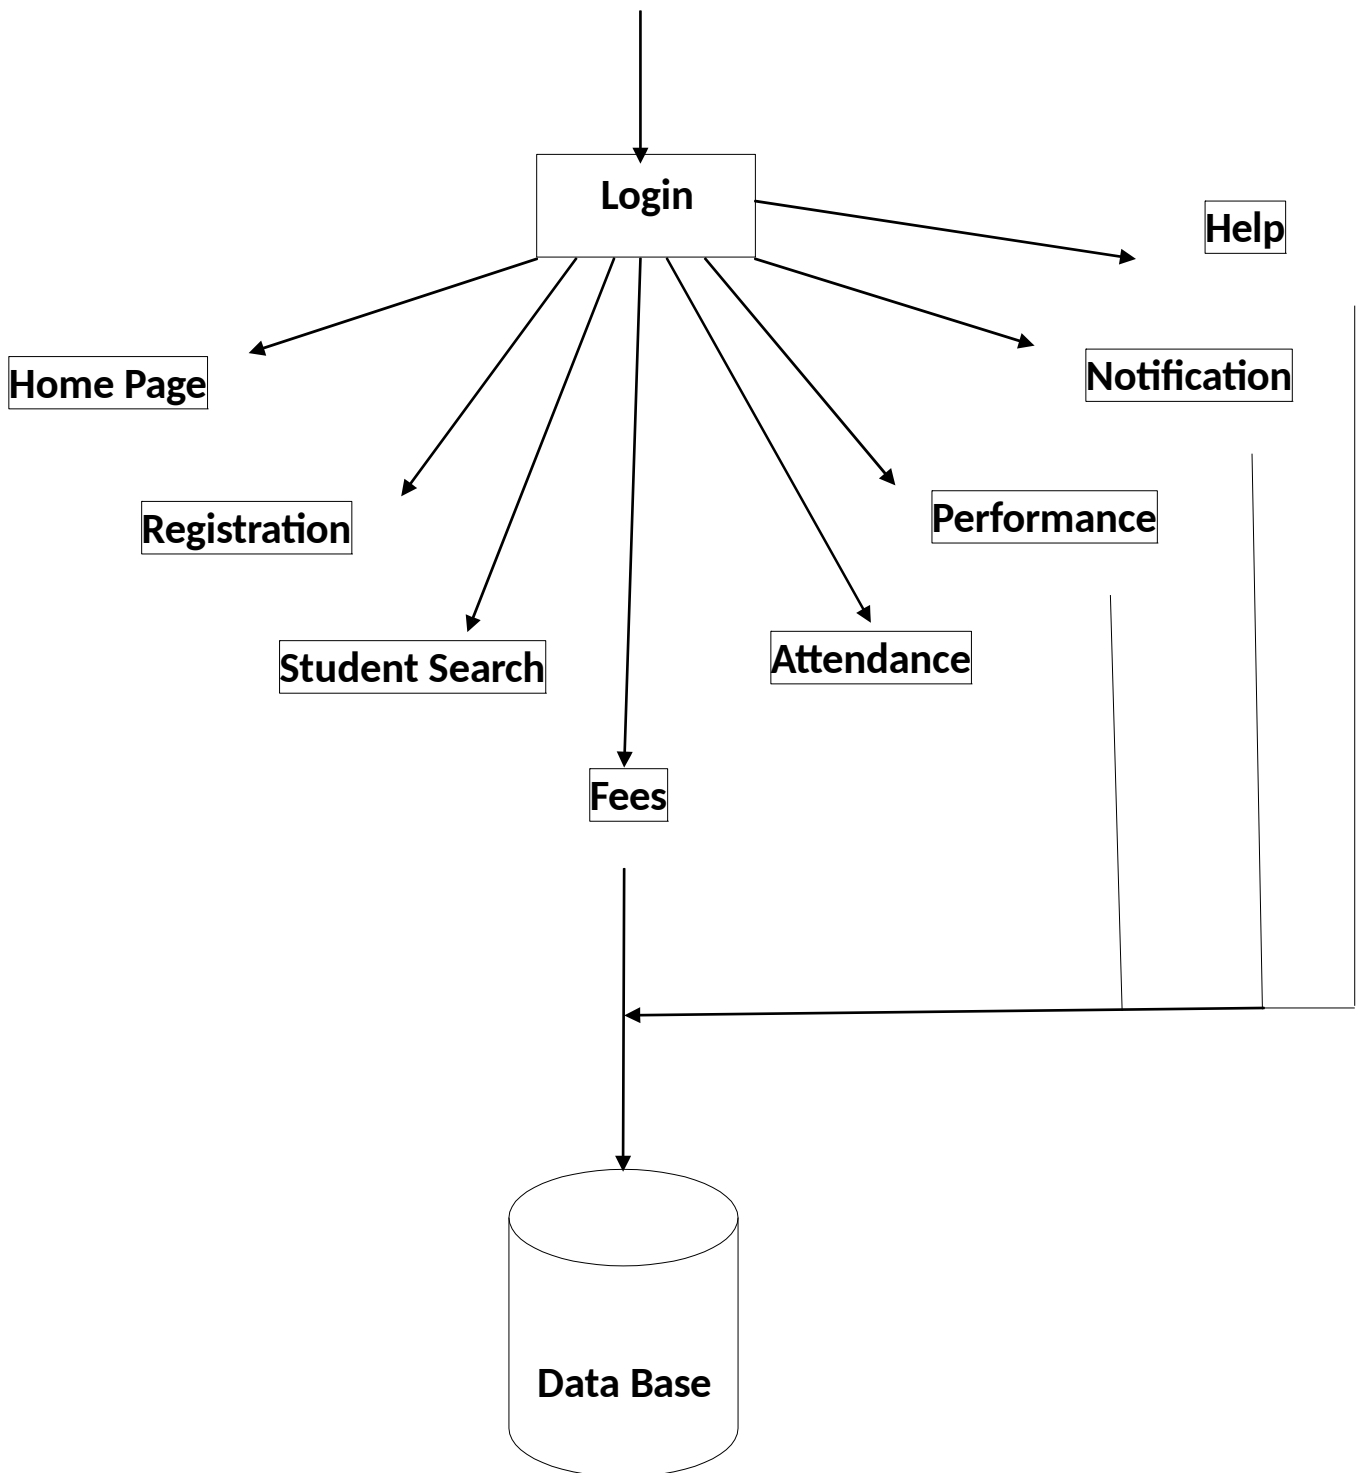 Login
Help
Home Page
Notification
Registration
Performance
Student Search
Attendance
Fees
Data Base